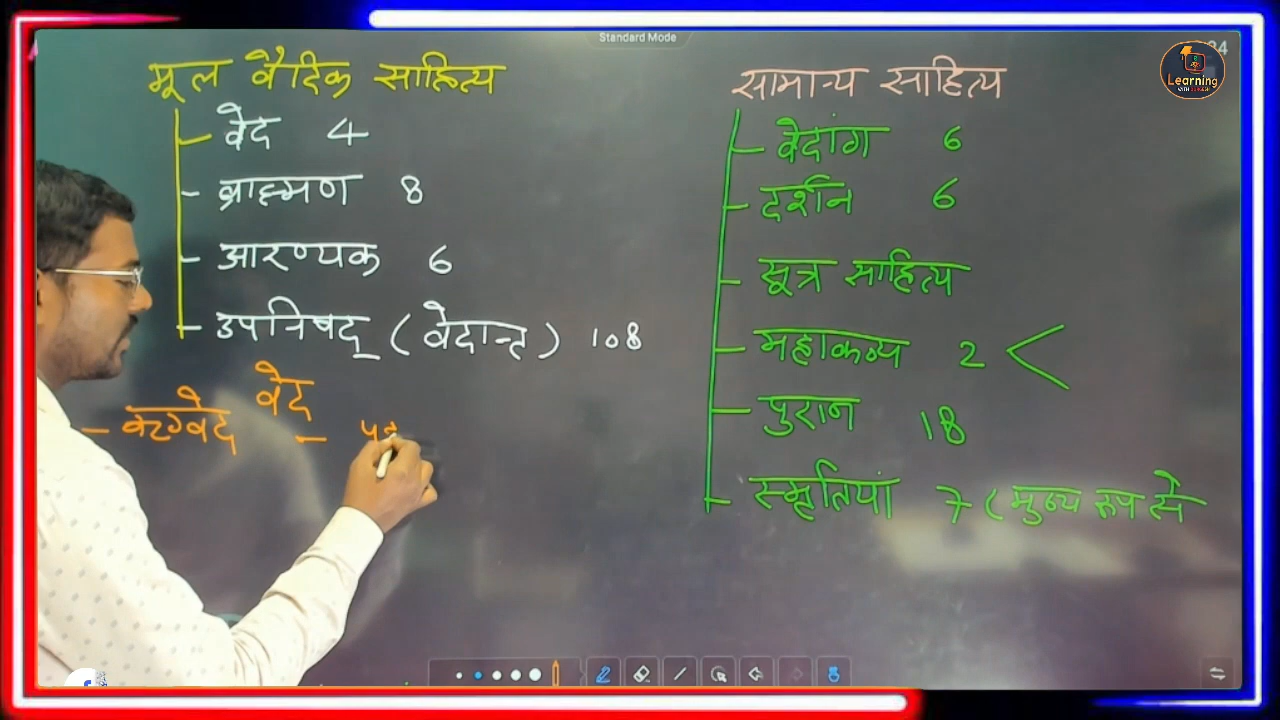 Standard Mode
Learning
मूल वैदिक साहित्य
वेद 4
ब्राह्मण 8
आरण्यक 6
उपनिषद् (वेदान्त) 108
वेद
ऋग्वेद -
सामान्य साहित्य
वेदांग 6
दर्शन 6
सूत्र साहित्य
महाकव्य 2 <
पुरान 18
स्मृतियां 7 (मुख्य रूप से